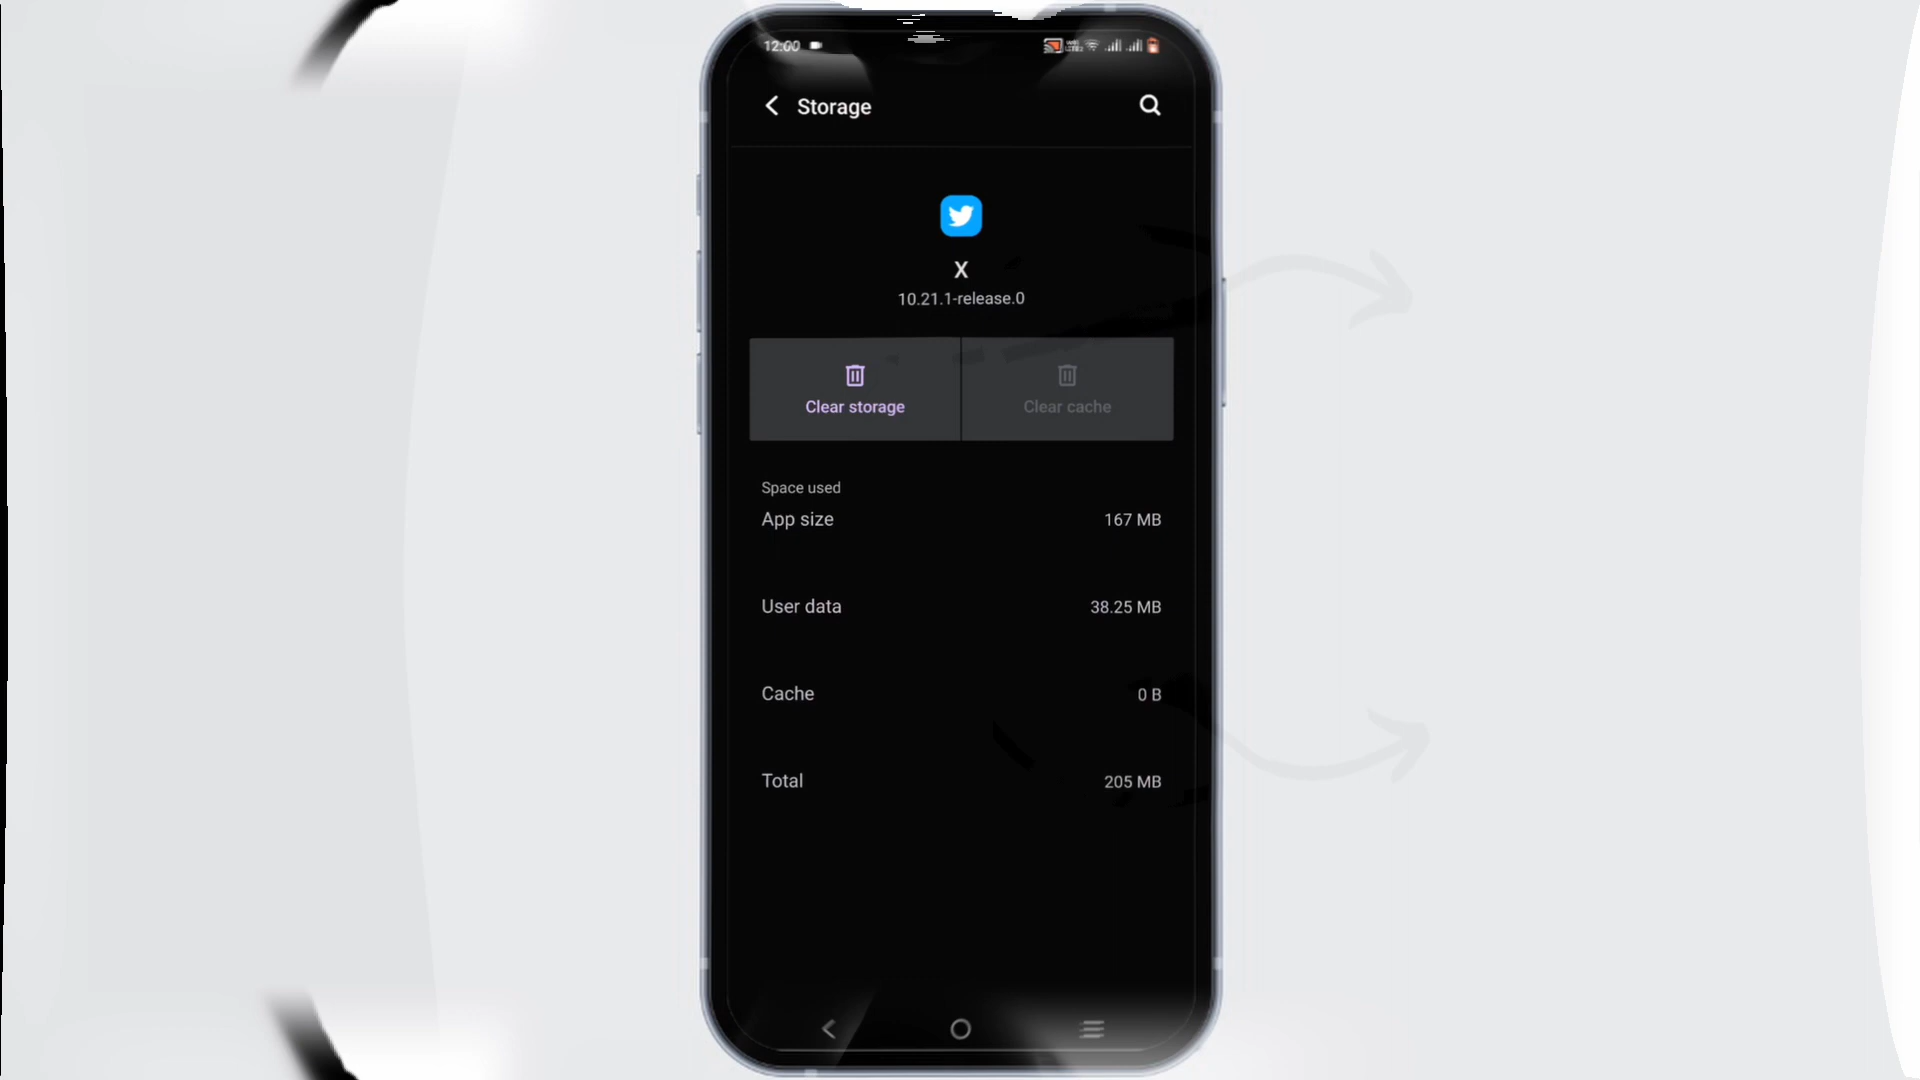 12:00
Storage
X
10.21.1-release.0
Clear storage
Clear cache
Space used
App size
167 MB
User data
38.25 MB
Cache
0 B
Total
205 MB